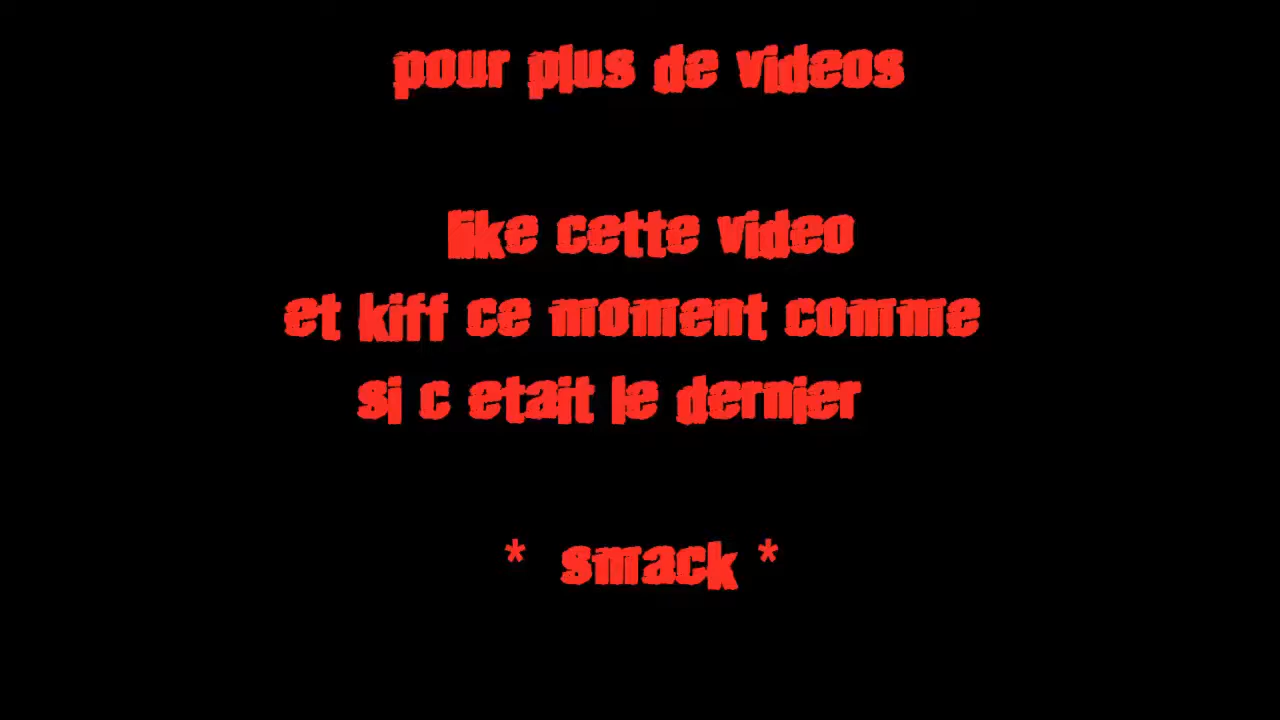 pour plus de videos
like cette video
et kiff ce moment comme
si c etait le dernier
* smack *